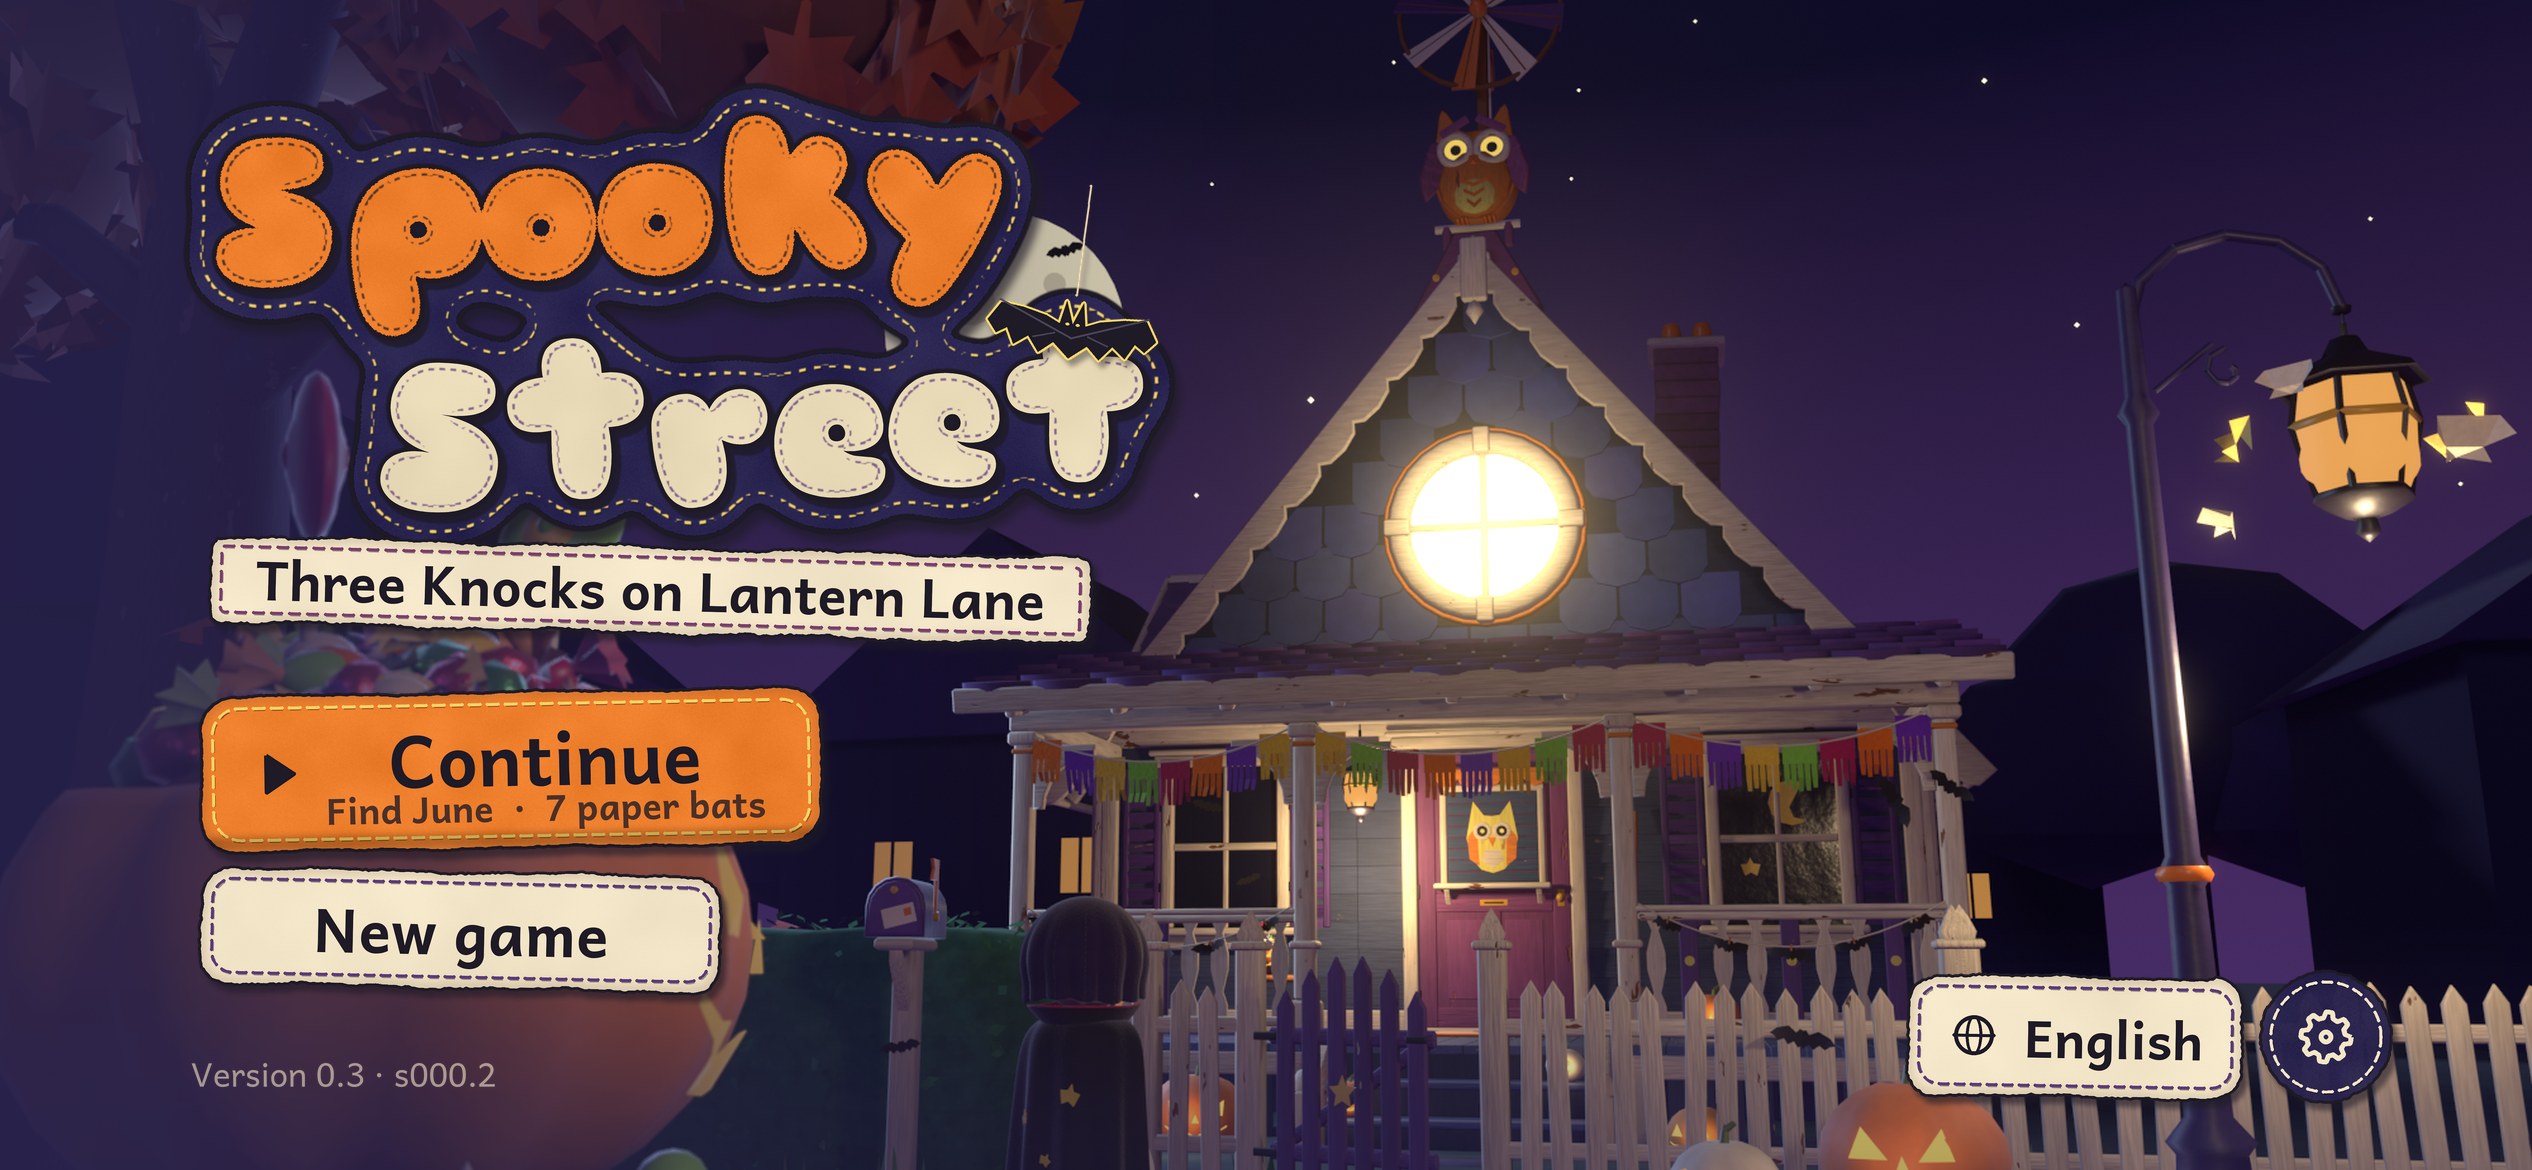 Spooky
Street
Three Knocks on Lantern Lane
Continue
Find June · 7 paper bats
New game
Version 0.3 · s000.2
English